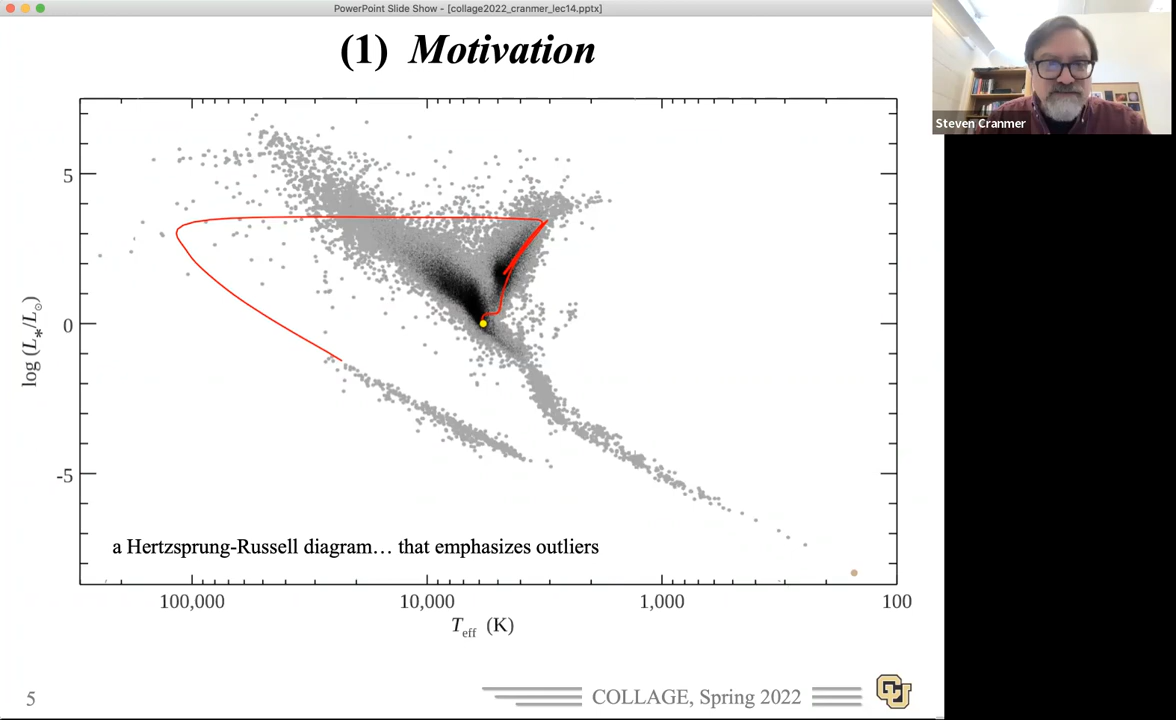 PowerPoint Slide Show - [collage2022_cranmer_lec14.pptx]
(1) Motivation
Steven Cranmer
5
0
-5
log (L*/L☉)
a Hertzsprung-Russell diagram… that emphasizes outliers
100,000
10,000
1,000
100
Teff (K)
5
COLLAGE, Spring 2022
CU